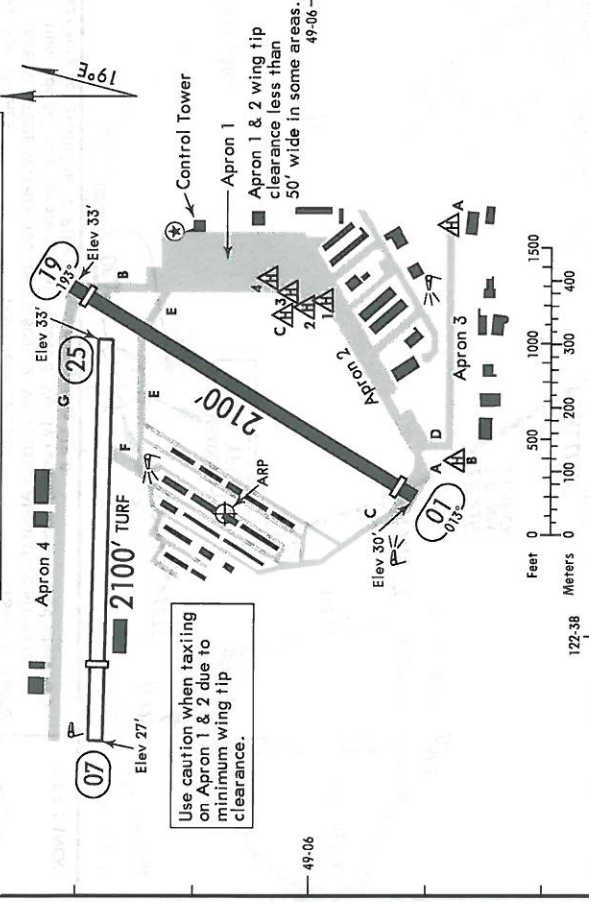 19°E
Control Tower
Apron 1
Apron 1 & 2 wing tip
clearance less than
50' wide in some areas.
49-06
Elev 33'
19
193°
B
Elev 33'
25
G
E
E
F
4
3
C
2
1
2100'
Apron 2
ARP
Apron 4
2100' TURF
07
Elev 27'
Use caution when taxiing
on Apron 1 & 2 due to
minimum wing tip
clearance.
C
Elev 30'
01
013°
A
D
H
B
Apron 3
H
A
H
H
H
H
49-06
Feet 0 500 1000 1500
Meters 0 100 200 300 400
122-38